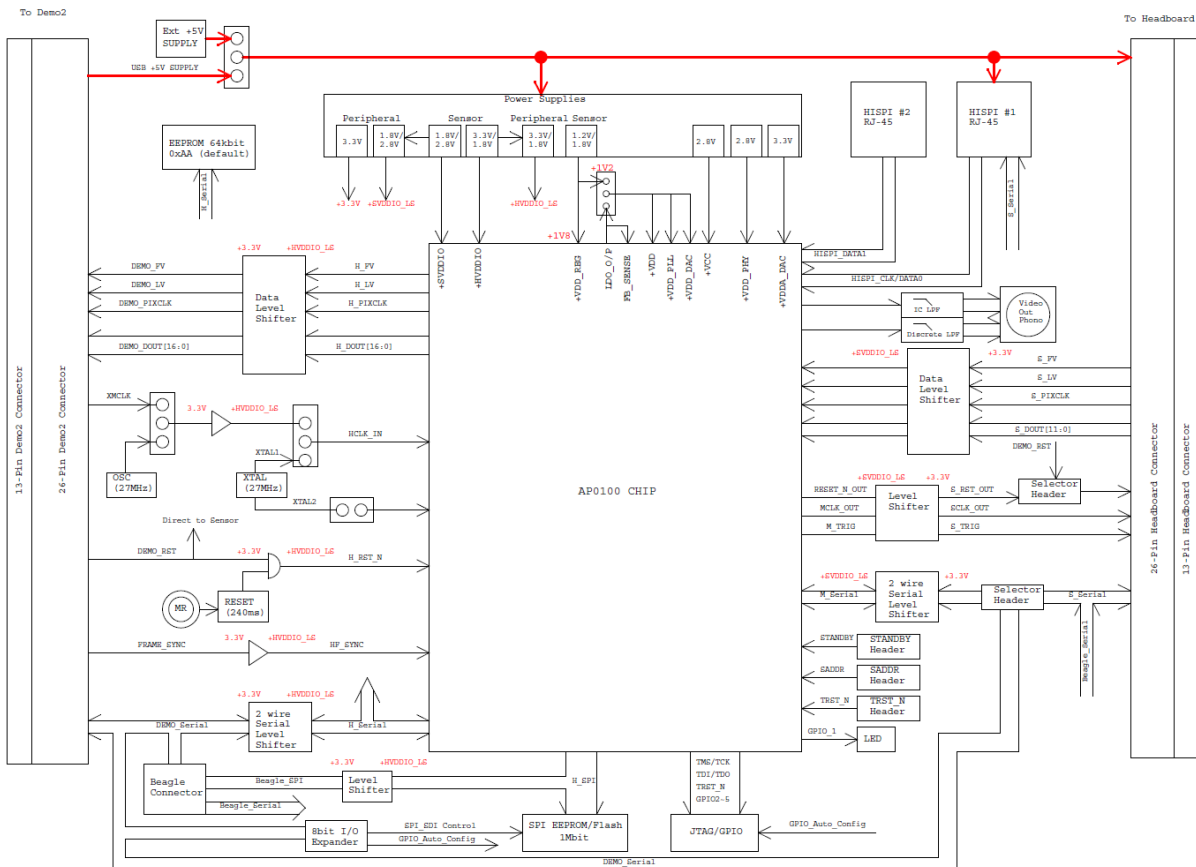 To Demo2
To Headboard
Ext +5V
SUPPLY
USB +5V SUPPLY
Power Supplies
Peripheral
Sensor
Peripheral
Sensor
3.3V
1.8V/
2.8V
1.8V/
2.8V
3.3V/
1.8V
3.3V/
1.8V
1.2V/
1.8V
2.8V
2.8V
3.3V
HISPI #2
RJ-45
HISPI #1
RJ-45
EEPROM 64kbit
0xAA (default)
H_Serial
S_Serial
+1V2
+3.3V
+SVDDIO_LS
+HVDDIO_LS
+1V8
+SVDDIO
+HVDDIO
+VDD_REG
LDO_O/P
FB_SENSE
+VDD
+VDD_PLL
+VDD_DAC
+VCC
+VDD_PHY
+VDDA_DAC
HISPI_DATA1
HISPI_CLK/DATA0
+3.3V
+HVDDIO_LS
DEMO_FV
DEMO_LV
DEMO_PIXCLK
DEMO_DOUT[16:0]
Data
Level
Shifter
H_FV
H_LV
H_PIXCLK
H_DOUT[16:0]
IC LPF
Discrete LPF
Video
Out
Phono
+SVDDIO_LS
+3.3V
Data
Level
Shifter
S_FV
S_LV
S_PIXCLK
S_DOUT[11:0]
DEMO_RST
13-Pin Demo2 Connector
26-Pin Demo2 Connector
26-Pin Headboard Connector
13-Pin Headboard Connector
XMCLK
3.3V
+HVDDIO_LS
HCLK_IN
XTAL1
OSC
(27MHz)
XTAL
(27MHz)
XTAL2
AP0100 CHIP
+SVDDIO_LS
+3.3V
RESET_N_OUT
MCLK_OUT
M_TRIG
Level
Shifter
S_RST_OUT
SCLK_OUT
S_TRIG
Selector
Header
Direct to Sensor
DEMO_RST
+3.3V
+HVDDIO_LS
H_RST_N
MR
RESET
(240ms)
+SVDDIO_LS
+3.3V
M_Serial
2 wire
Serial
Level
Shifter
Selector
Header
S_Serial
Beagle_Serial
FRAME_SYNC
3.3V
+HVDDIO_LS
HF_SYNC
STANDBY
STANDBY
Header
SADDR
SADDR
Header
TRST_N
TRST_N
Header
GPIO_1
LED
+3.3V
+HVDDIO_LS
DEMO_Serial
2 wire
Serial
Level
Shifter
H_Serial
Beagle
Connector
Beagle_SPI
Beagle_Serial
+3.3V
+HVDDIO_LS
Level
Shifter
H_SPI
TMS/TCK
TDI/TDO
TRST_N
GPIO2~5
8bit I/O
Expander
SPI_SDI Control
GPIO_Auto_Config
SPI EEPROM/Flash
1Mbit
JTAG/GPIO
GPIO_Auto_Config
DEMO_Serial